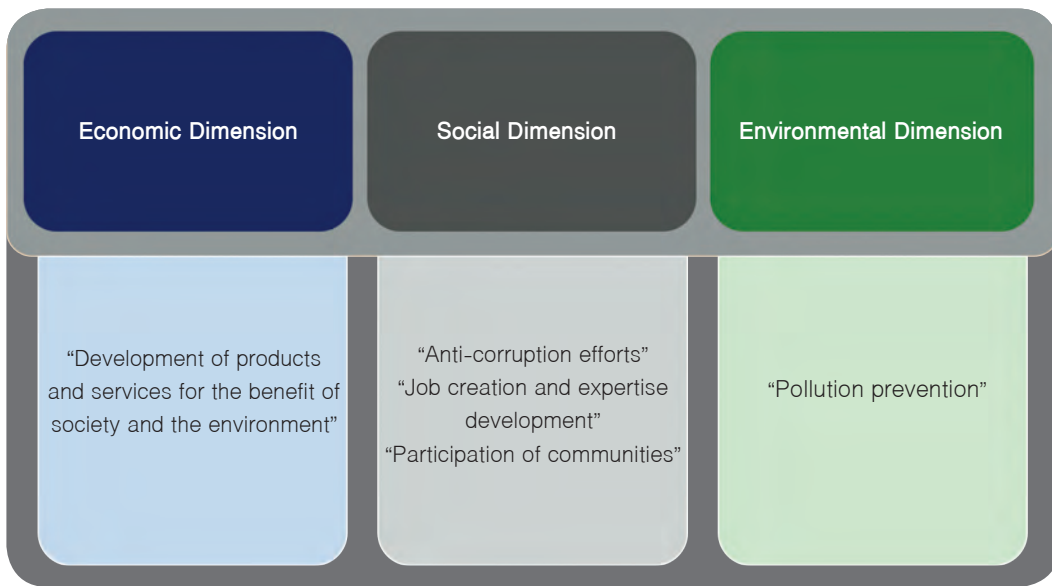 Economic Dimension
Social Dimension
Environmental Dimension
“Development of products
and services for the benefit of
society and the environment”
“Anti-corruption efforts”
“Job creation and expertise
development”
“Participation of communities”
“Pollution prevention”